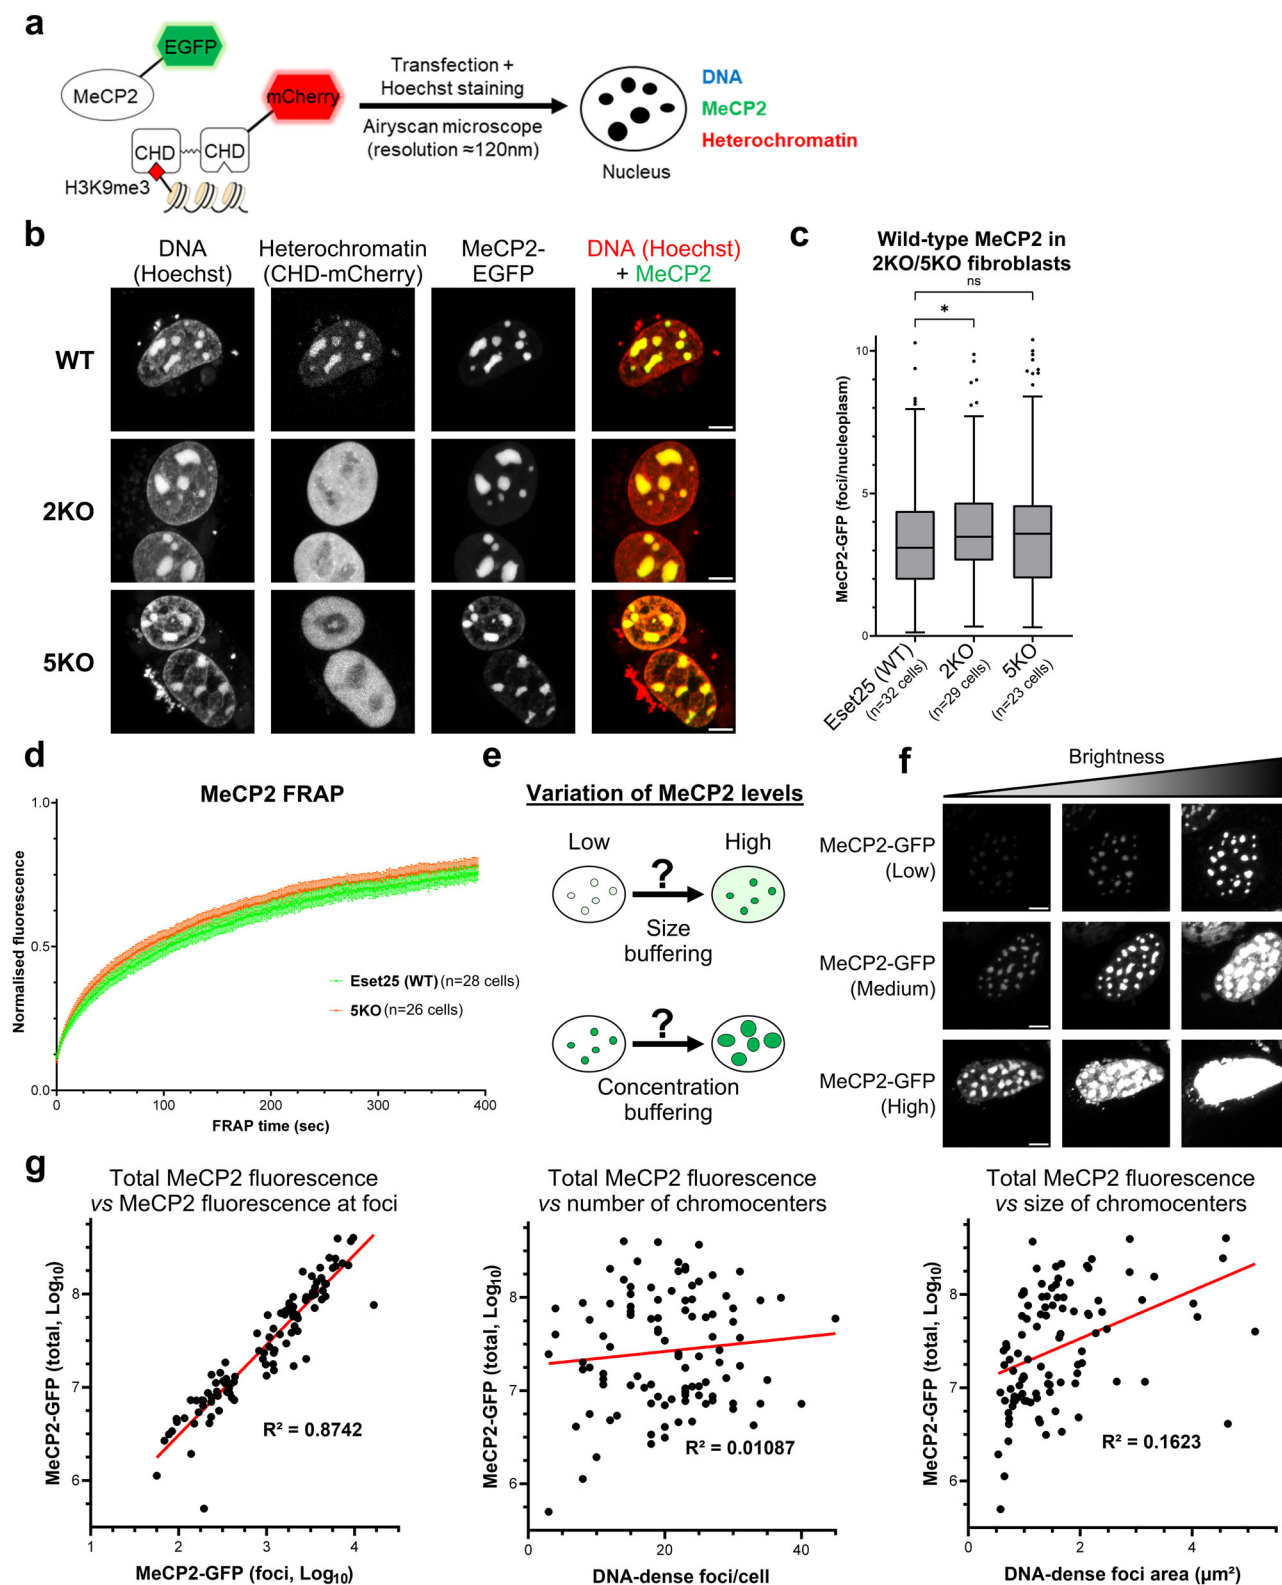 a
EGFP
MeCP2
mCherry
CHD
CHD
H3K9me3
Transfection +
Hoechst staining
Airyscan microscope
(resolution ≈120nm)
Nucleus
DNA
MeCP2
Heterochromatin
b
DNA
(Hoechst)
Heterochromatin
(CHD-mCherry)
MeCP2-
EGFP
DNA (Hoechst)
+ MeCP2
WT
2KO
5KO
c
Wild-type MeCP2 in
2KO/5KO fibroblasts
ns
*
MeCP2-GFP (foci/nucleoplasm)
10
5
0
Eset25 (WT)
(n=32 cells)
2KO
(n=29 cells)
5KO
(n=23 cells)
d
MeCP2 FRAP
Normalised fluorescence
1.0
0.5
0.0
0
100
200
300
400
FRAP time (sec)
Eset25 (WT) (n=28 cells)
5KO (n=26 cells)
e
Variation of MeCP2 levels
Low
High
?
Size
buffering
?
Concentration
buffering
f
Brightness
MeCP2-GFP
(Low)
MeCP2-GFP
(Medium)
MeCP2-GFP
(High)
g
Total MeCP2 fluorescence
vs MeCP2 fluorescence at foci
MeCP2-GFP (total, Log₁₀)
8
7
6
1
2
3
4
R² = 0.8742
MeCP2-GFP (foci, Log₁₀)
Total MeCP2 fluorescence
vs number of chromocenters
MeCP2-GFP (total, Log₁₀)
8
7
6
0
20
40
R² = 0.01087
DNA-dense foci/cell
Total MeCP2 fluorescence
vs size of chromocenters
MeCP2-GFP (total, Log₁₀)
8
7
6
0
2
4
R² = 0.1623
DNA-dense foci area (µm²)